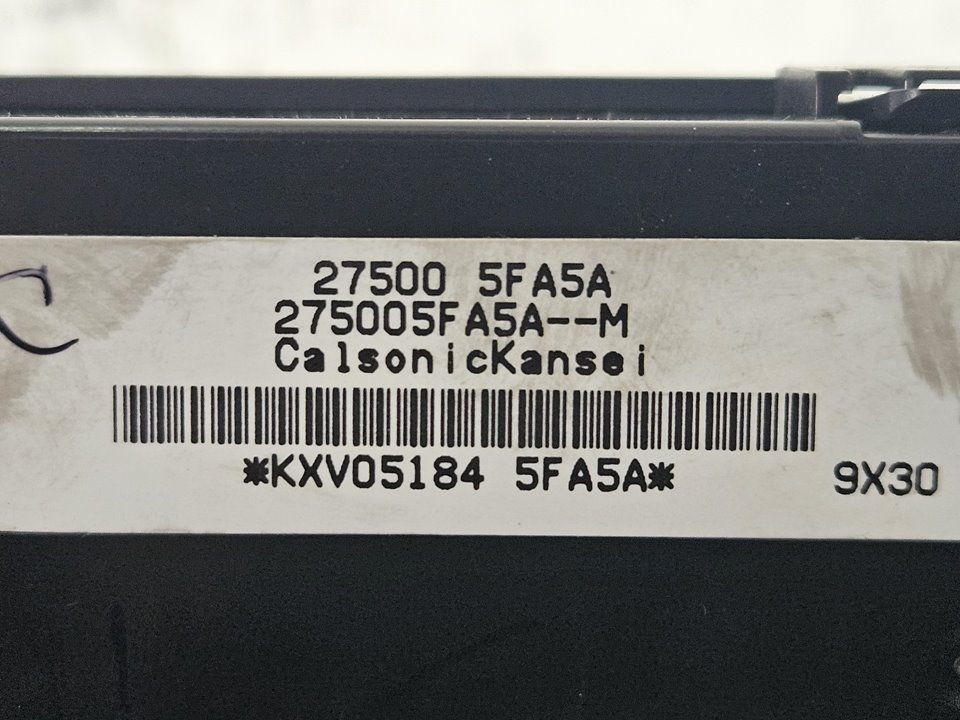 27500 5FA5A
275005FA5A--M
CalsonicKansei
*KXV05184 5FA5A*
9X30